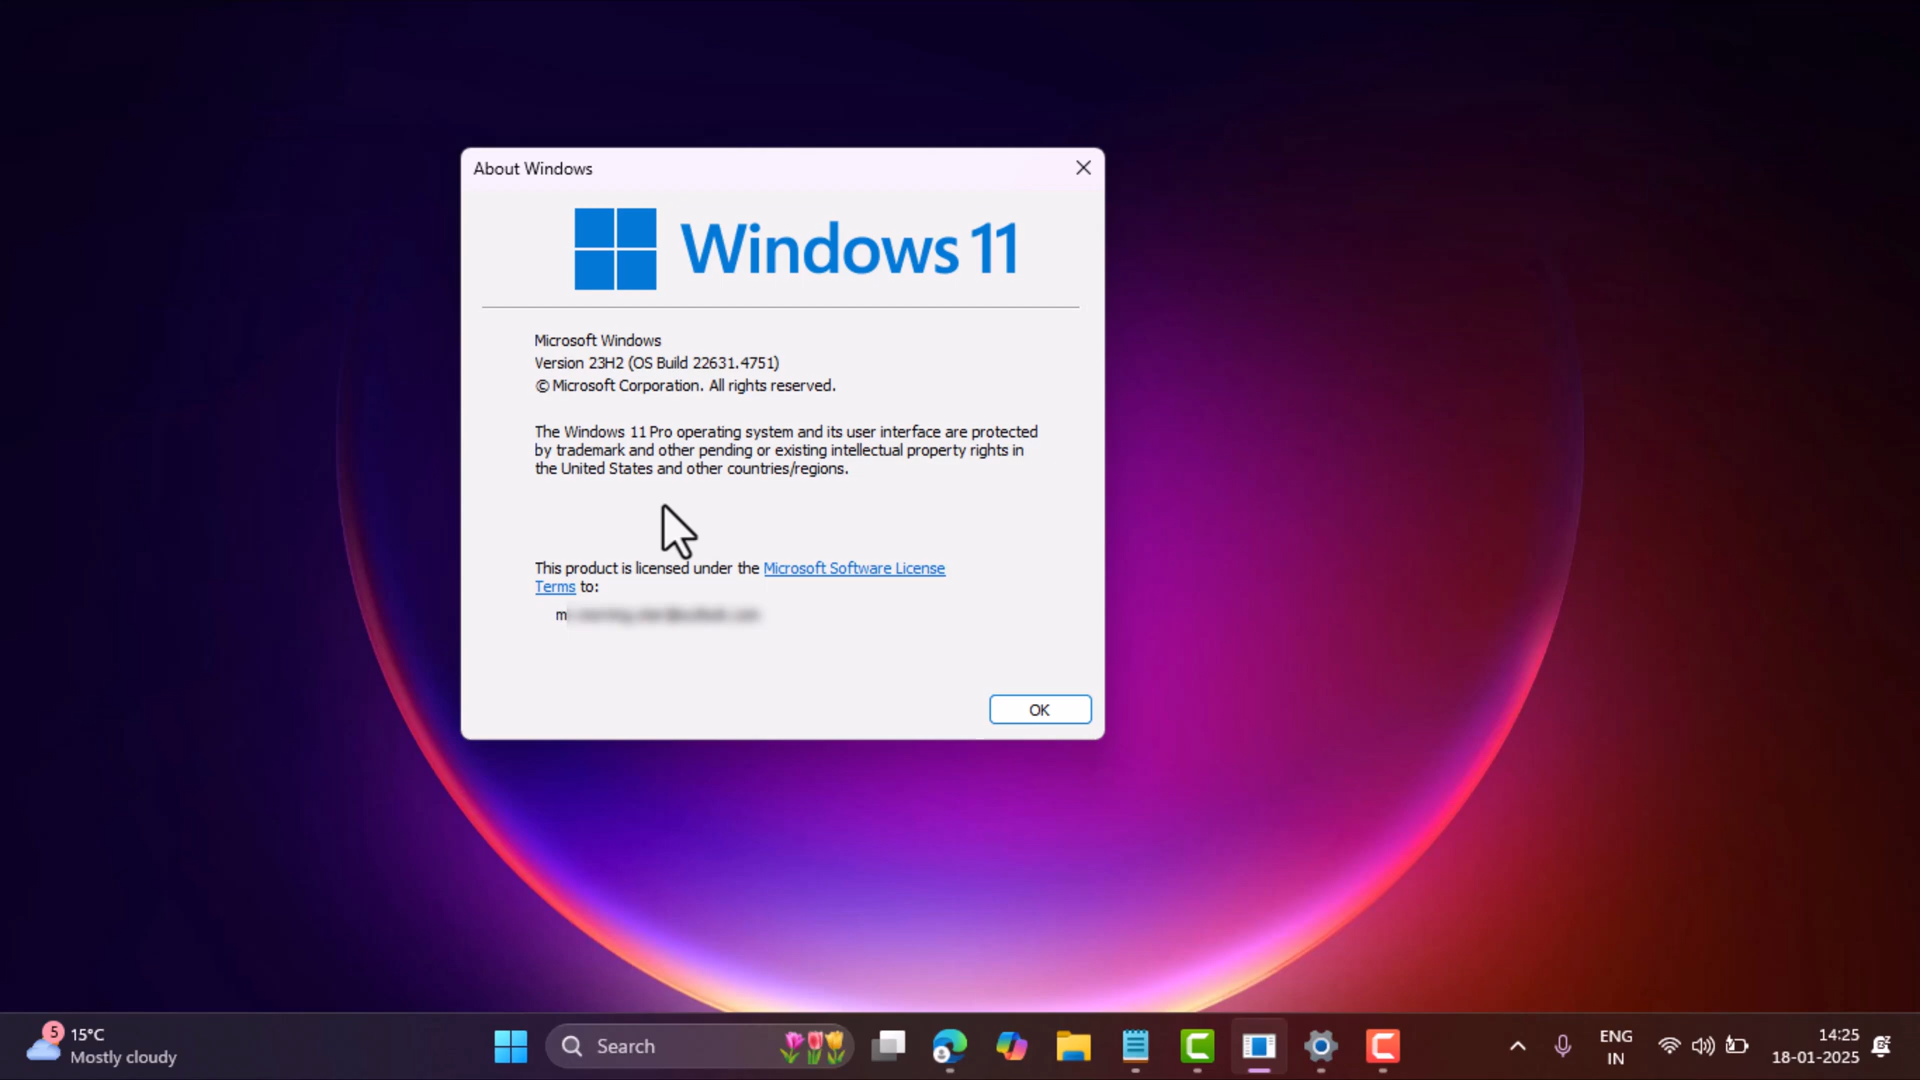 About Windows
Windows 11
Microsoft Windows
Version 23H2 (OS Build 22631.4751)
© Microsoft Corporation. All rights reserved.
The Windows 11 Pro operating system and its user interface are protected
by trademark and other pending or existing intellectual property rights in
the United States and other countries/regions.
This product is licensed under the Microsoft Software License
Terms to:
m
OK
5
15°C
Mostly cloudy
Search
ENG
IN
14:25
18-01-2025